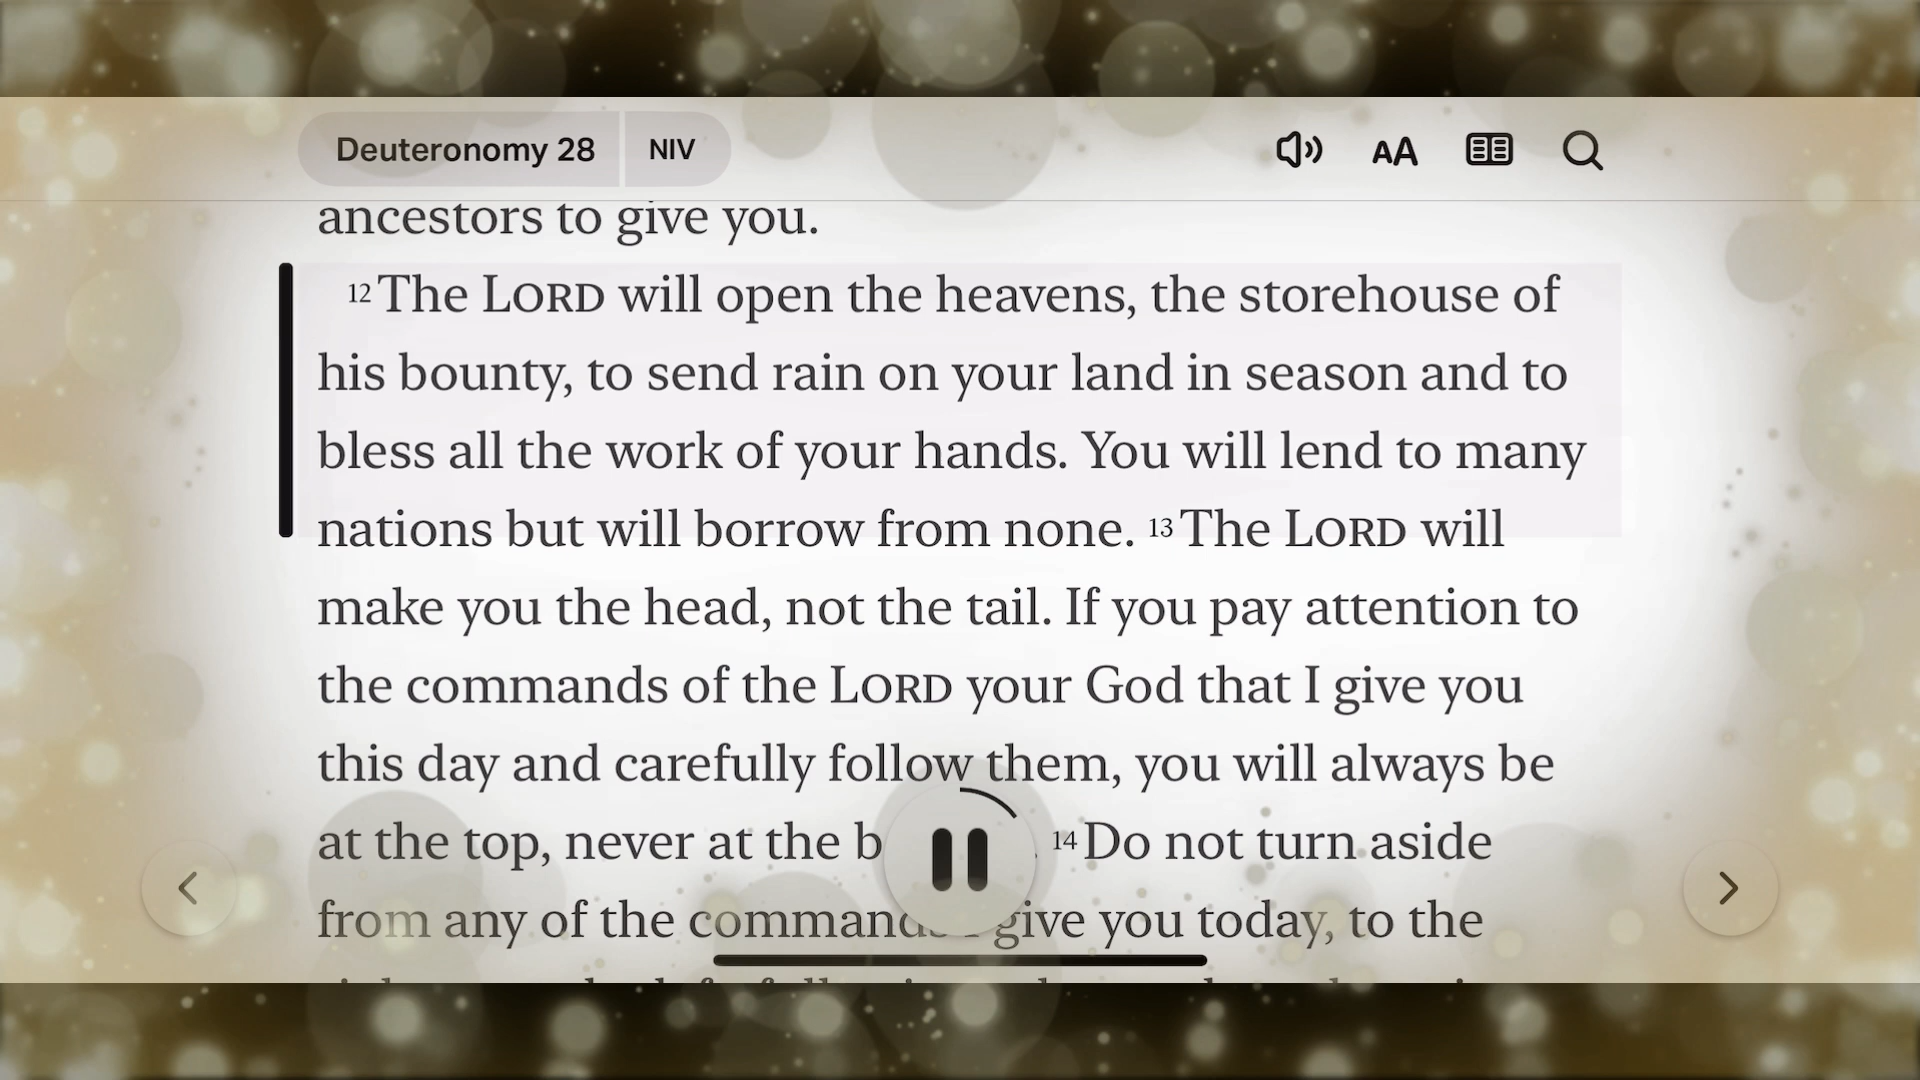 Deuteronomy 28 NIV AA
ancestors to give you.
12 The LORD will open the heavens, the storehouse of
his bounty, to send rain on your land in season and to
bless all the work of your hands. You will lend to many
nations but will borrow from none. 13 The LORD will
make you the head, not the tail. If you pay attention to
the commands of the LORD your God that I give you
this day and carefully follow them, you will always be
at the top, never at the b . 14 Do not turn aside
from any of the command give you today, to the